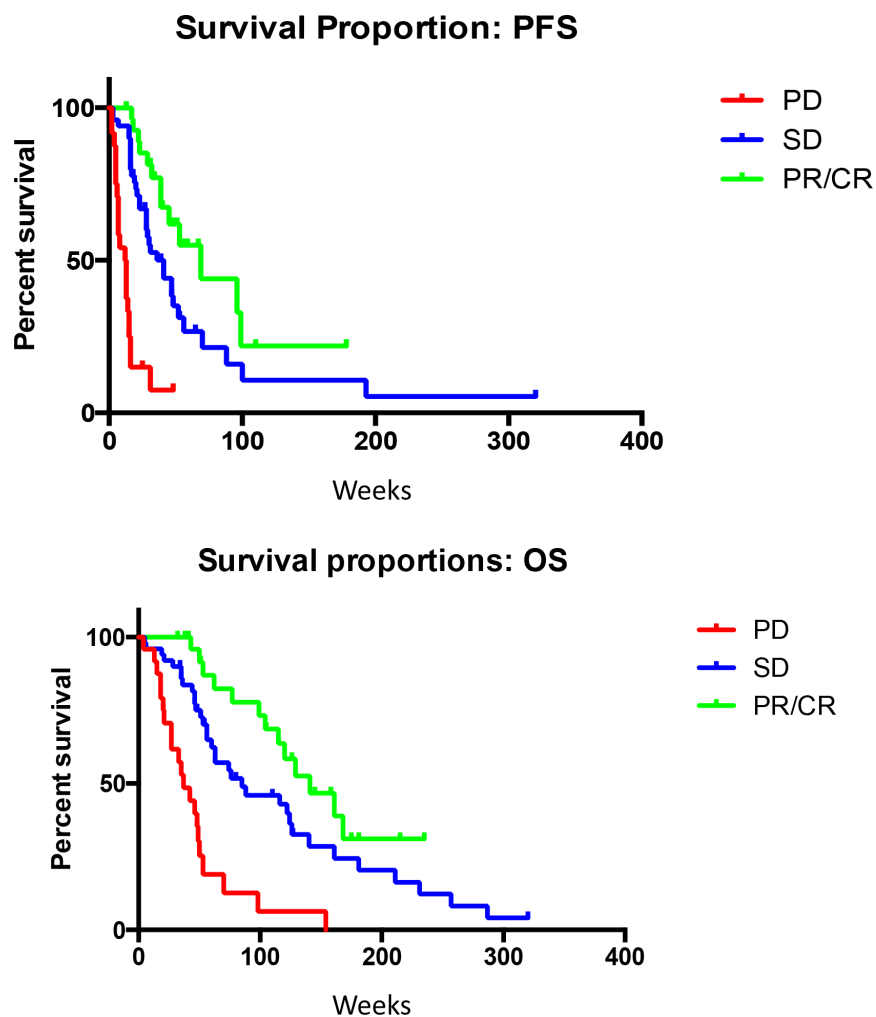 Survival Proportion: PFS
PD
SD
PR/CR
Percent survival
100
50
0
0 100 200 300 400
Weeks
Survival proportions: OS
PD
SD
PR/CR
Percent survival
100
50
0
0 100 200 300 400
Weeks